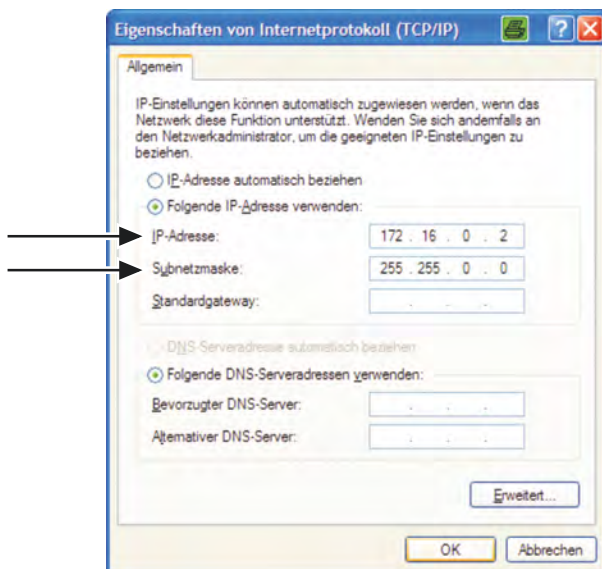 Eigenschaften von Internetprotokoll (TCP/IP)
Allgemein
IP-Einstellungen können automatisch zugewiesen werden, wenn das
Netzwerk diese Funktion unterstützt. Wenden Sie sich andernfalls an
den Netzwerkadministrator, um die geeigneten IP-Einstellungen zu
beziehen.
IP-Adresse automatisch beziehen
Folgende IP-Adresse verwenden:
IP-Adresse: 172 . 16 . 0 . 2
Subnetzmaske: 255 . 255 . 0 . 0
Standardgateway: . . .
DNS-Serveradresse automatisch beziehen
Folgende DNS-Serveradressen verwenden:
Bevorzugter DNS-Server: . . .
Alternativer DNS-Server: . . .
Erweitert...
OK Abbrechen